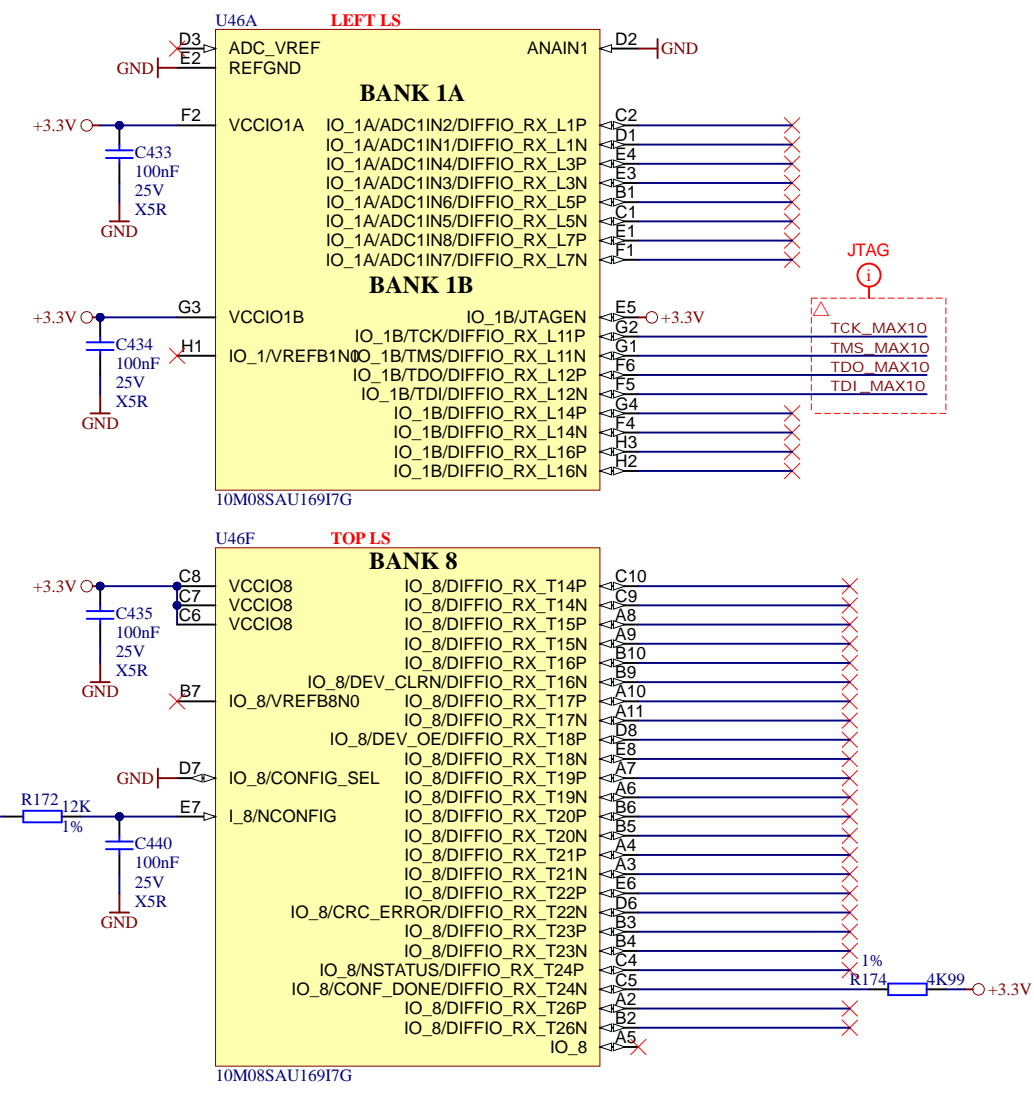 U46A LEFT LS
D3 ADC_VREF ANAIN1 D2 GND
GND E2 REFGND
BANK 1A
+3.3V F2 VCCIO1A IO_1A/ADC1IN2/DIFFIO_RX_L1P C2
IO_1A/ADC1IN1/DIFFIO_RX_L1N D1
C433 IO_1A/ADC1IN4/DIFFIO_RX_L3P E4
100nF IO_1A/ADC1IN3/DIFFIO_RX_L3N E3
25V IO_1A/ADC1IN6/DIFFIO_RX_L5P B1
X5R IO_1A/ADC1IN5/DIFFIO_RX_L5N C1
GND IO_1A/ADC1IN8/DIFFIO_RX_L7P E1
IO_1A/ADC1IN7/DIFFIO_RX_L7N F1
JTAG
i
BANK 1B
+3.3V G3 VCCIO1B IO_1B/JTAGEN E5 +3.3V
IO_1B/TCK/DIFFIO_RX_L11P G2 TCK_MAX10
C434 H1 IO_1/VREFB1N0 IO_1B/TMS/DIFFIO_RX_L11N G1 TMS_MAX10
100nF IO_1B/TDO/DIFFIO_RX_L12P F6 TDO_MAX10
25V IO_1B/TDI/DIFFIO_RX_L12N F5 TDI_MAX10
X5R IO_1B/DIFFIO_RX_L14P G4
GND IO_1B/DIFFIO_RX_L14N F4
IO_1B/DIFFIO_RX_L16P H3
IO_1B/DIFFIO_RX_L16N H2
10M08SAU169I7G
U46F TOP LS
BANK 8
+3.3V C8 VCCIO8 IO_8/DIFFIO_RX_T14P C10
C7 VCCIO8 IO_8/DIFFIO_RX_T14N C9
C435 C6 VCCIO8 IO_8/DIFFIO_RX_T15P A8
100nF IO_8/DIFFIO_RX_T15N A9
25V IO_8/DIFFIO_RX_T16P B10
X5R IO_8/DEV_CLRN/DIFFIO_RX_T16N B9
GND B7 IO_8/VREFB8N0 IO_8/DIFFIO_RX_T17P A10
IO_8/DIFFIO_RX_T17N A11
IO_8/DEV_OE/DIFFIO_RX_T18P D8
IO_8/DIFFIO_RX_T18N E8
GND D7 IO_8/CONFIG_SEL IO_8/DIFFIO_RX_T19P A7
IO_8/DIFFIO_RX_T19N A6
R172 12K 1% E7 I_8/NCONFIG IO_8/DIFFIO_RX_T20P B6
IO_8/DIFFIO_RX_T20N B5
C440 IO_8/DIFFIO_RX_T21P A4
100nF IO_8/DIFFIO_RX_T21N A3
25V IO_8/DIFFIO_RX_T22P E6
X5R IO_8/CRC_ERROR/DIFFIO_RX_T22N D6
GND IO_8/DIFFIO_RX_T23P B3
IO_8/DIFFIO_RX_T23N B4
IO_8/NSTATUS/DIFFIO_RX_T24P C4
IO_8/CONF_DONE/DIFFIO_RX_T24N C5 R174 1% 4K99 +3.3V
IO_8/DIFFIO_RX_T26P A2
IO_8/DIFFIO_RX_T26N B2
IO_8 A5
10M08SAU169I7G